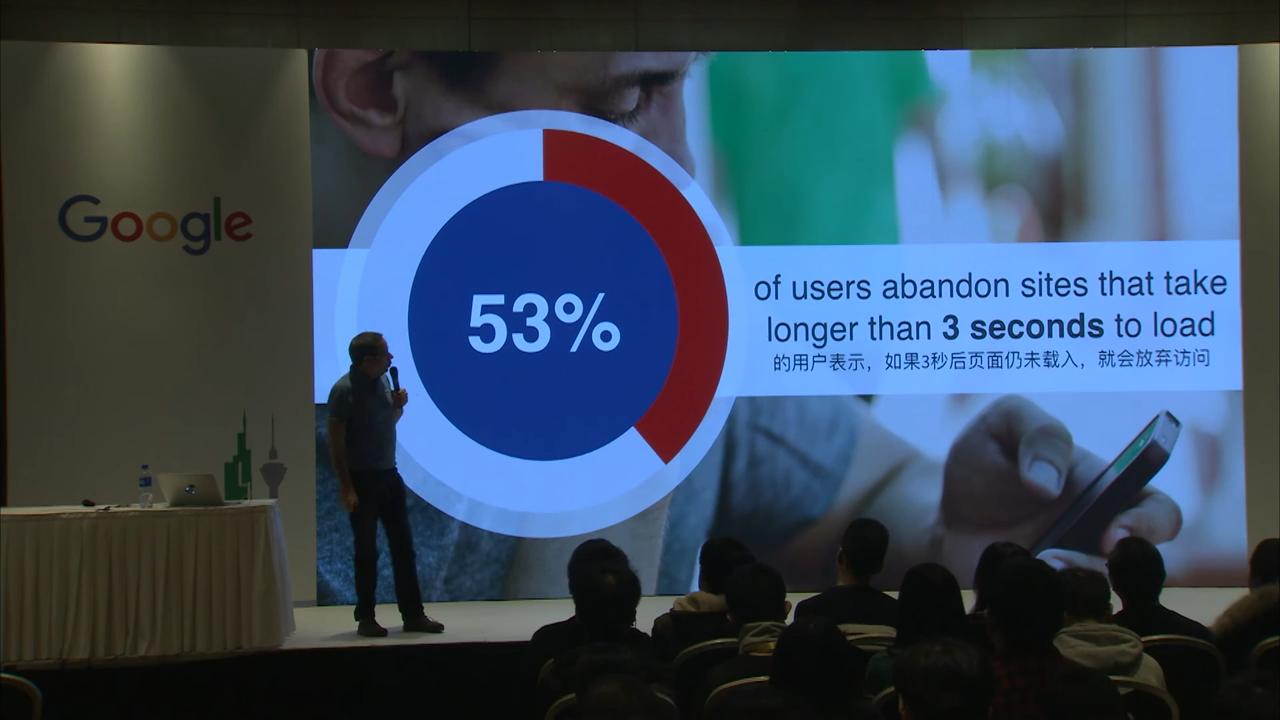 Google
53%
of users abandon sites that take
longer than 3 seconds to load
的用户表示，如果3秒后页面仍未载入，就会放弃访问